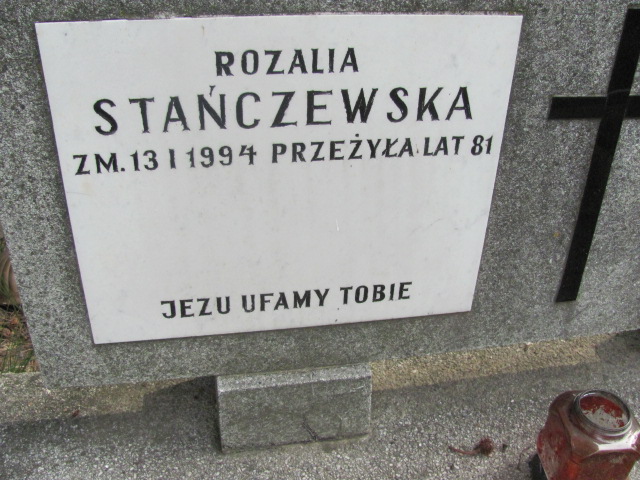 ROZALIA
STAŃCZEWSKA
ZM. 13 I 1994 PRZEŻYŁA LAT 81
JEZU UFAMY TOBIE